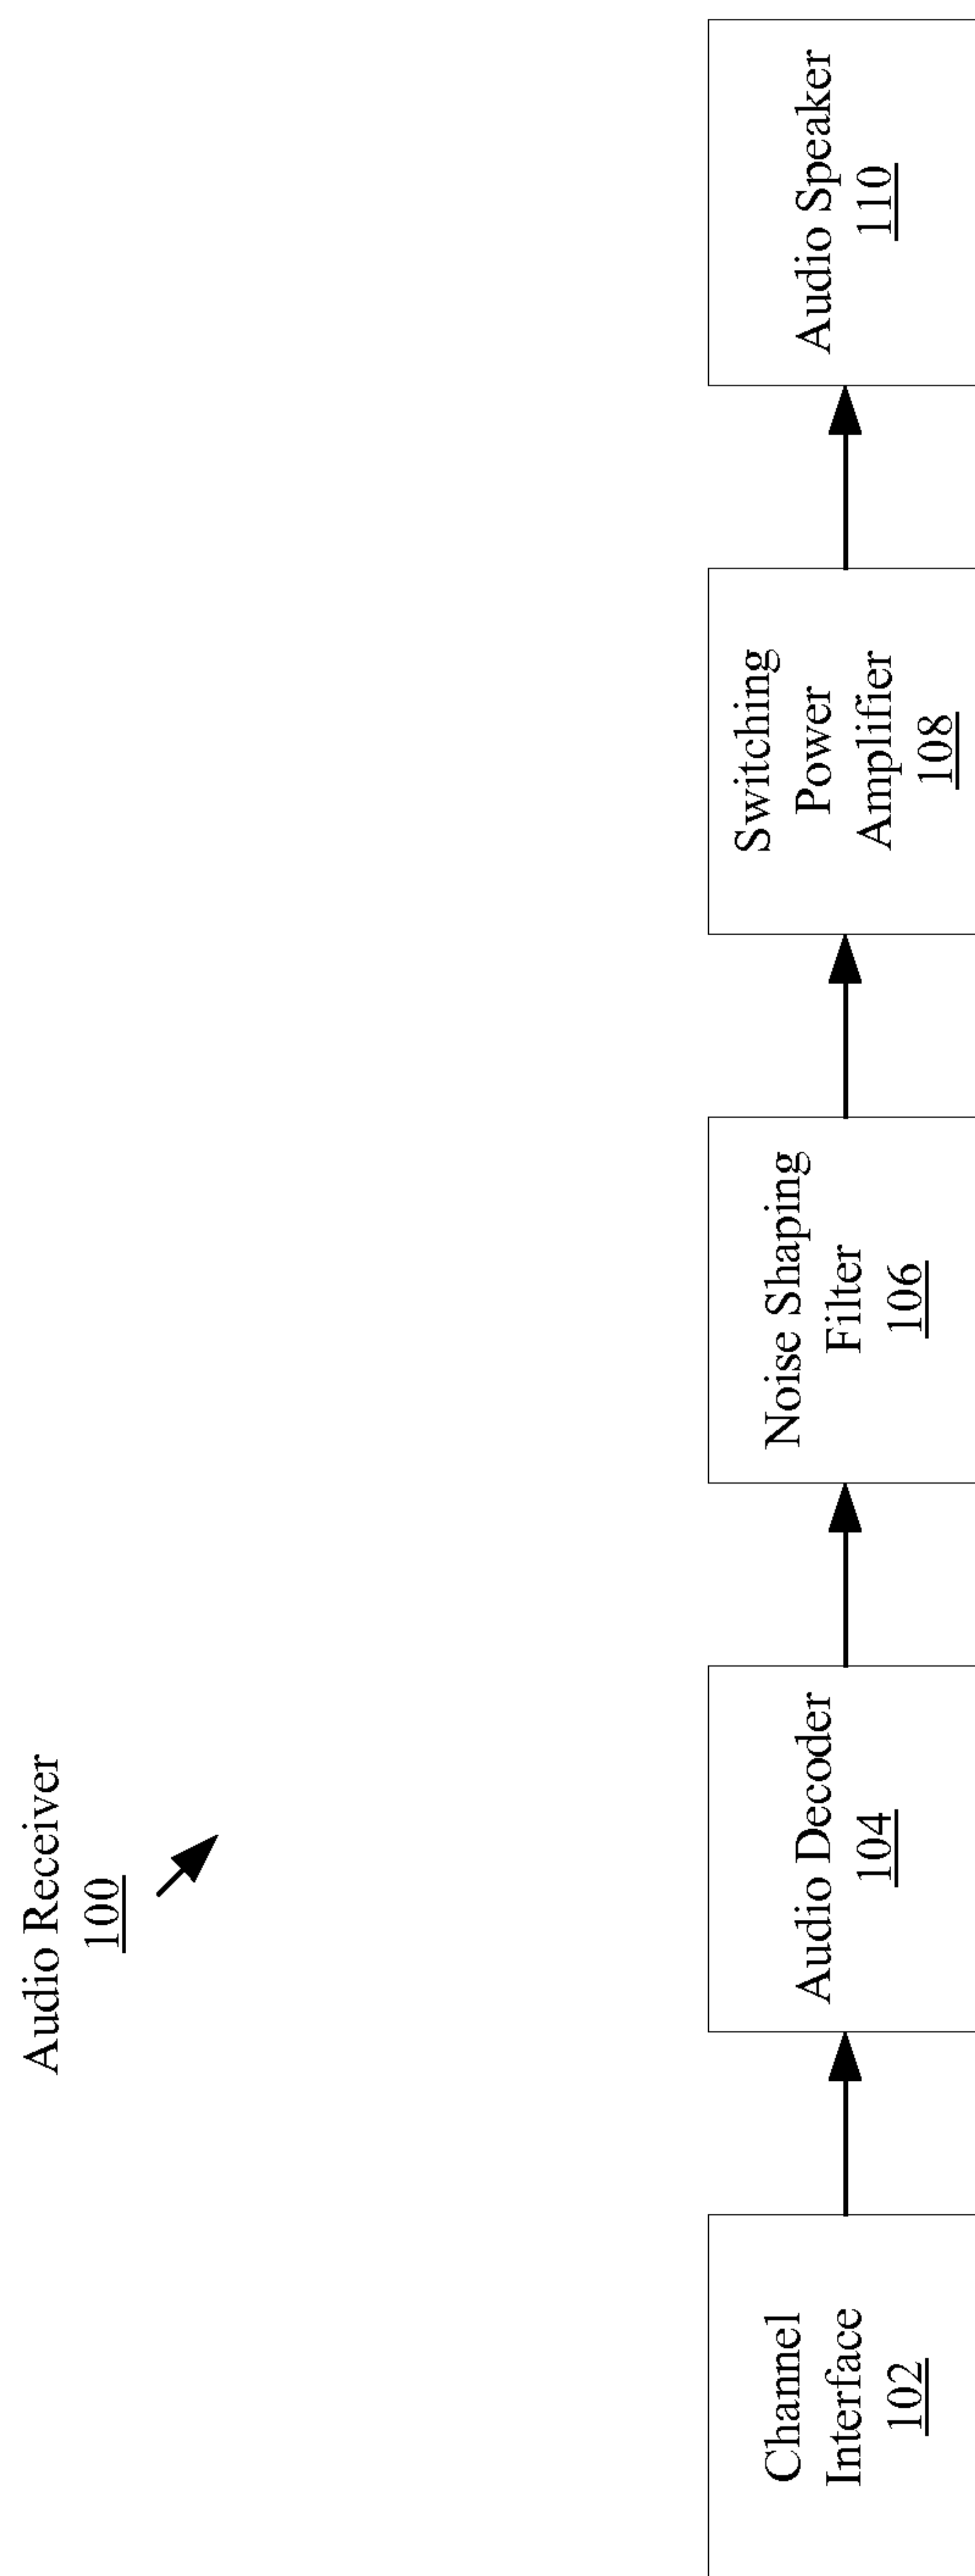 Audio Receiver
100
Channel
Interface
102
Audio Decoder
104
Noise Shaping
Filter
106
Switching
Power
Amplifier
108
Audio Speaker
110